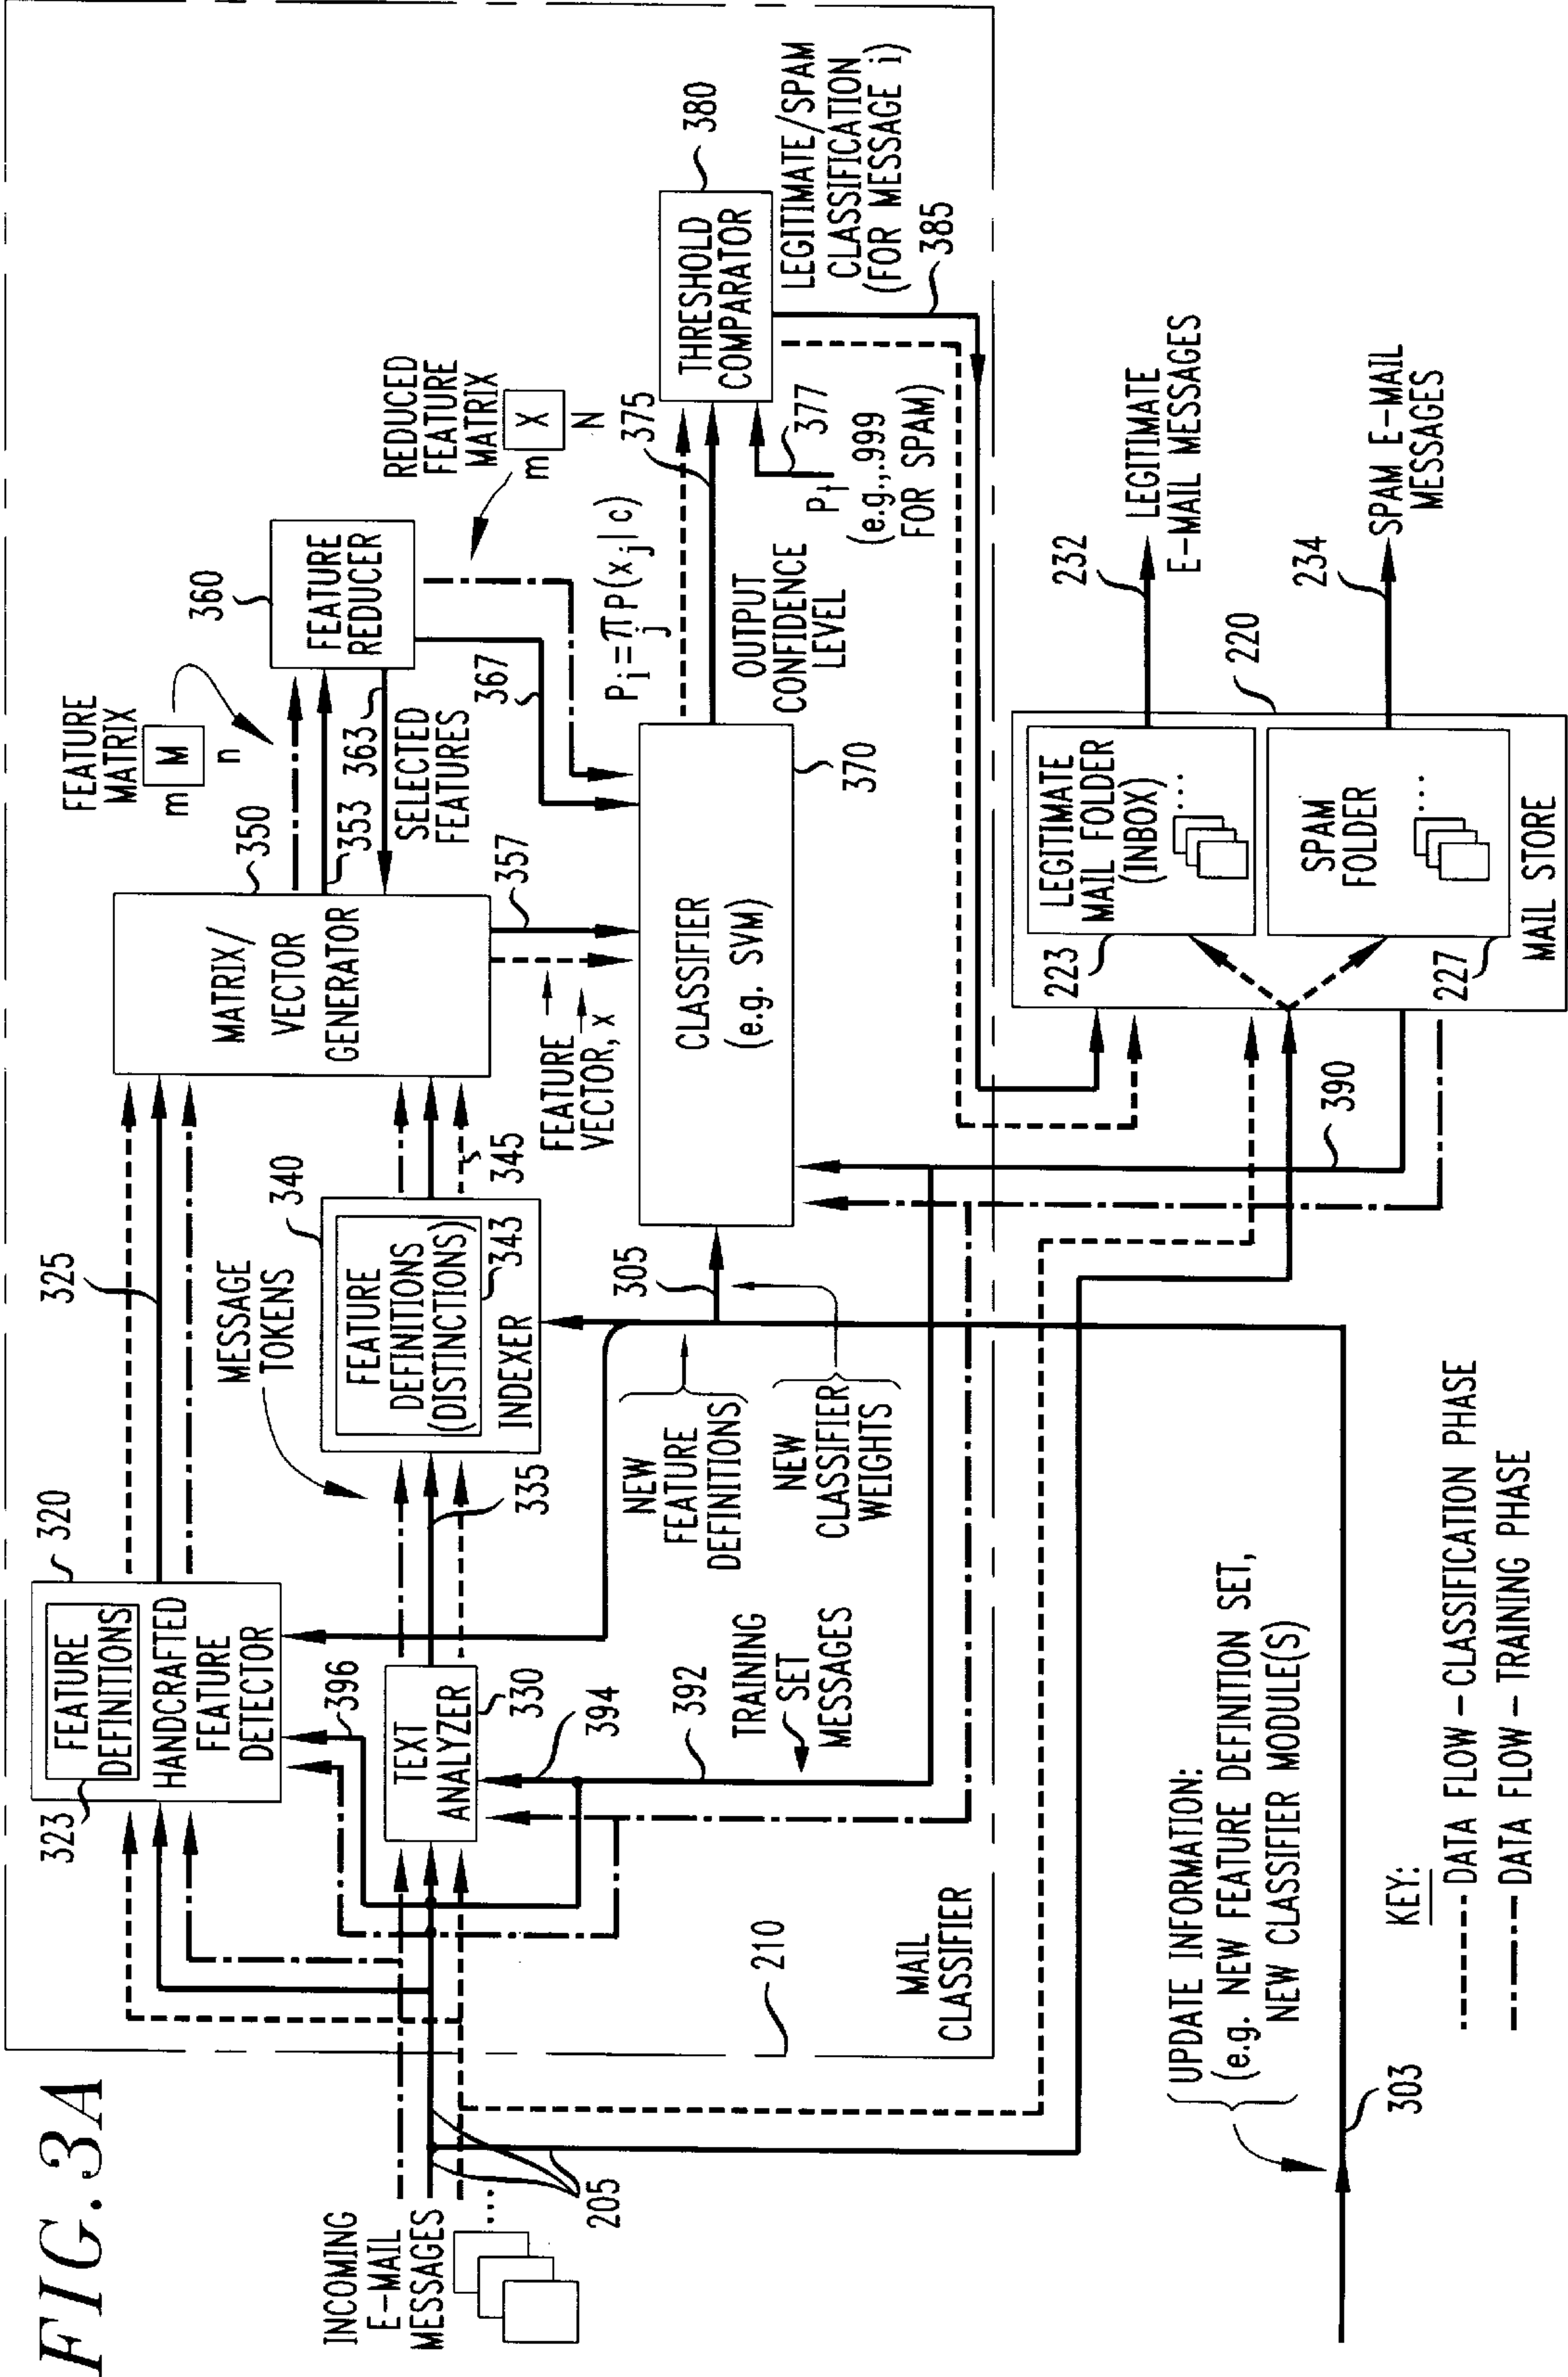 FIG. 3A
INCOMING
E-MAIL
MESSAGES
...
205
210
MAIL
CLASSIFIER
320
FEATURE
DEFINITIONS
HANDCRAFTED
FEATURE
DETECTOR
323
396
TEXT
ANALYZER
330
394
392
TRAINING
SET
MESSAGES
325
MESSAGE
TOKENS
335
340
FEATURE
DEFINITIONS
(DISTINCTIONS)
343
INDEXER
345
NEW
FEATURE
DEFINITIONS
NEW
CLASSIFIER
WEIGHTS
305
MATRIX/
VECTOR
GENERATOR
350
353
357
FEATURE
VECTOR, x
FEATURE
MATRIX
m M
n
363
SELECTED
FEATURES
360
FEATURE
REDUCER
367
REDUCED
FEATURE
MATRIX
m X
N
CLASSIFIER
(e.g. SVM)
370
Pi=πj P(xj|c)
OUTPUT
CONFIDENCE
LEVEL
375
377
Pt
(e.g.,.999
FOR SPAM)
THRESHOLD
COMPARATOR
380
LEGITIMATE/SPAM
CLASSIFICATION
(FOR MESSAGE i)
385
390
LEGITIMATE
MAIL FOLDER
(INBOX)
...
223
SPAM
FOLDER
...
227
MAIL STORE
220
232
LEGITIMATE
E-MAIL MESSAGES
234
SPAM E-MAIL
MESSAGES
UPDATE INFORMATION:
(e.g. NEW FEATURE DEFINITION SET,
NEW CLASSIFIER MODULE(S)
303
KEY:
DATA FLOW-CLASSIFICATION PHASE
DATA FLOW-TRAINING PHASE